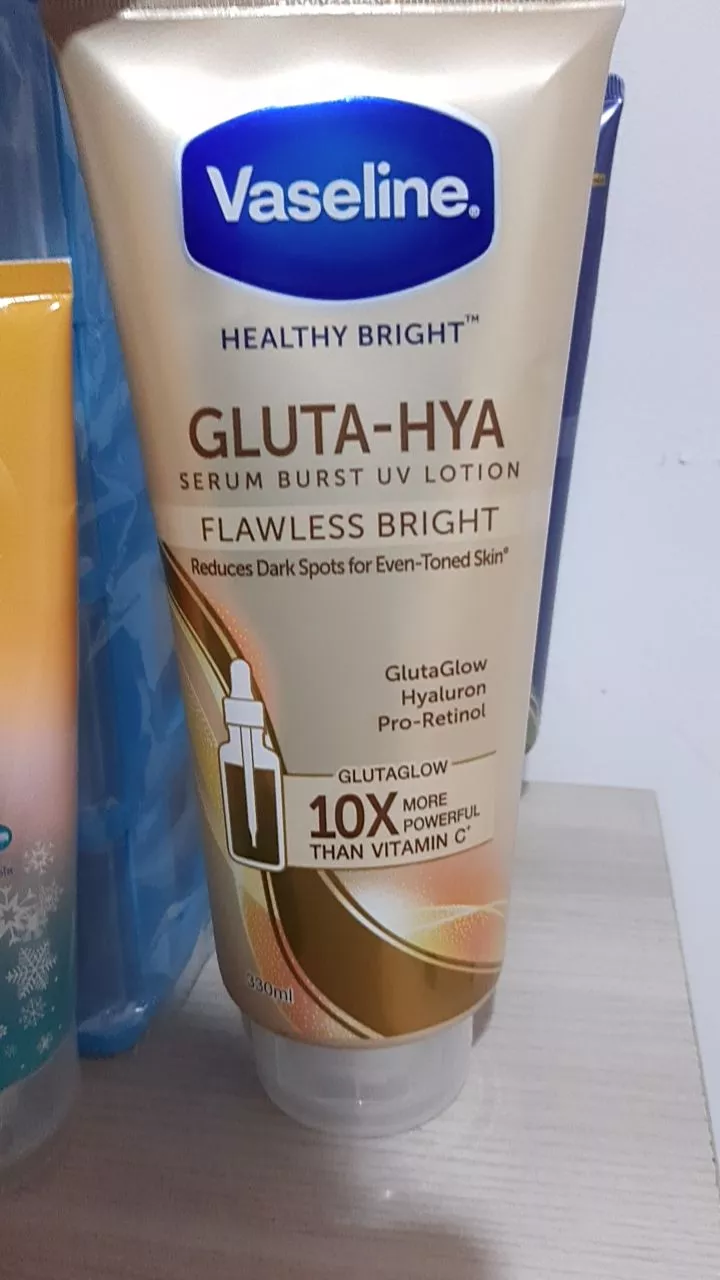 Vaseline®
HEALTHY BRIGHT™
GLUTA-HYA
SERUM BURST UV LOTION
FLAWLESS BRIGHT
Reduces Dark Spots for Even-Toned Skin*
GlutaGlow
Hyaluron
Pro-Retinol
GLUTAGLOW
10X MORE
POWERFUL
THAN VITAMIN C*
330ml